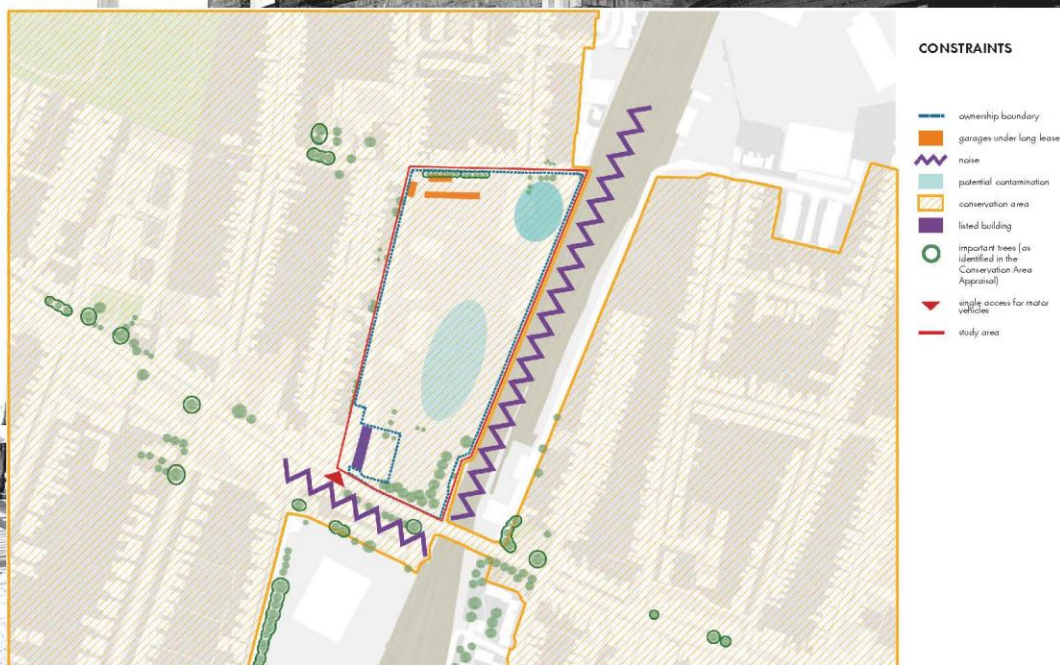 CONSTRAINTS
ownership boundary
garages under long lease
noise
potential contamination
conservation area
listed building
important trees (as
identified in the
Conservation Area
Appraisal)
single access for motor
vehicles
study area